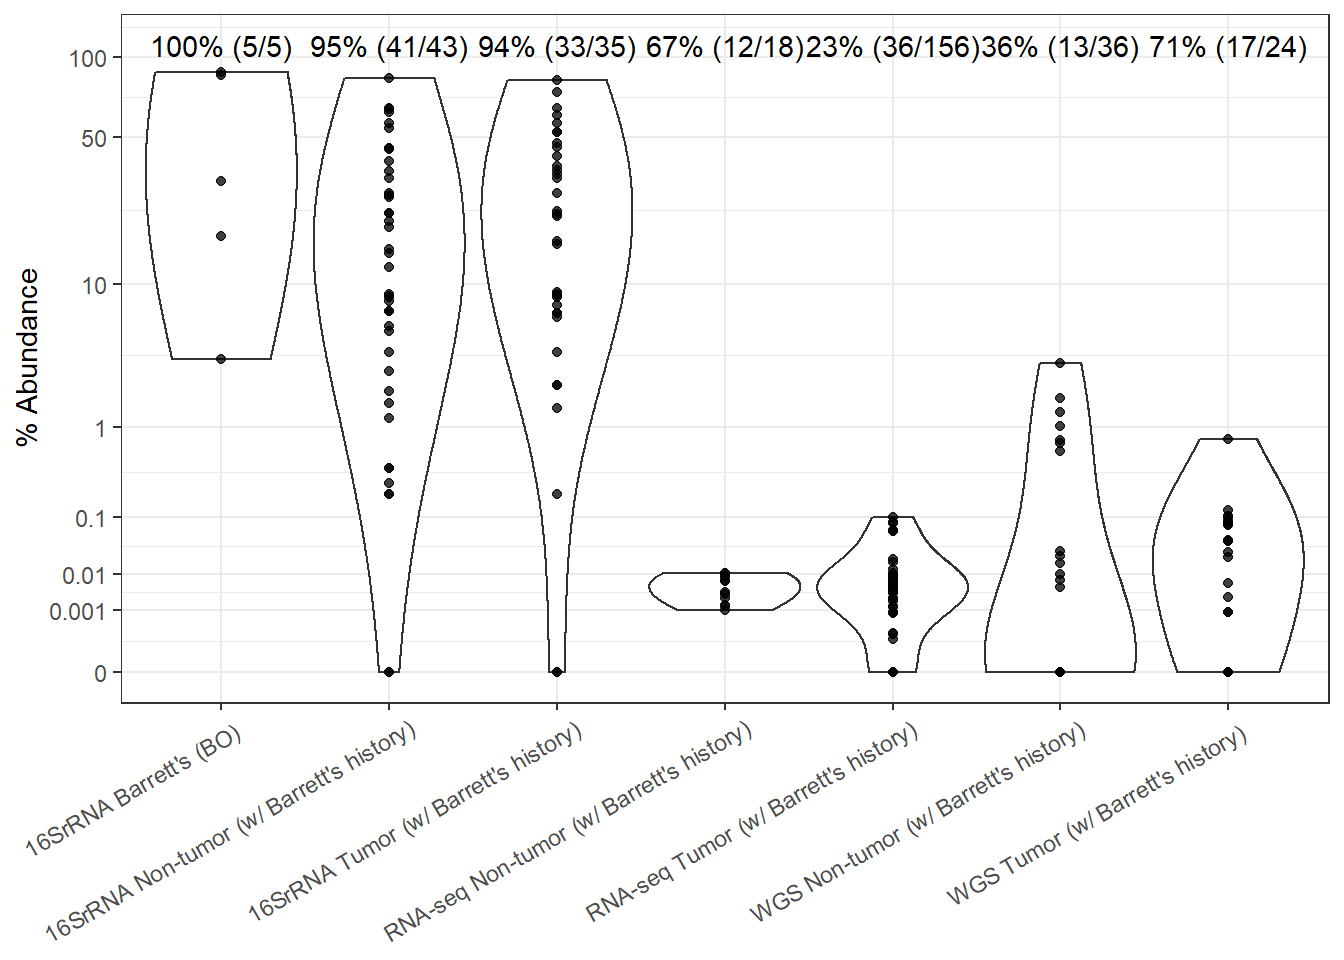 100% (5/5) 95% (41/43) 94% (33/35) 67% (12/18) 23% (36/156) 36% (13/36) 71% (17/24)
% Abundance
100
50
10
1
0.1
0.01
0.001
0
16SrRNA Barrett's (BO)
16SrRNA Non-tumor (w/ Barrett's history)
16SrRNA Tumor (w/ Barrett's history)
RNA-seq Non-tumor (w/ Barrett's history)
RNA-seq Tumor (w/ Barrett's history)
WGS Non-tumor (w/ Barrett's history)
WGS Tumor (w/ Barrett's history)